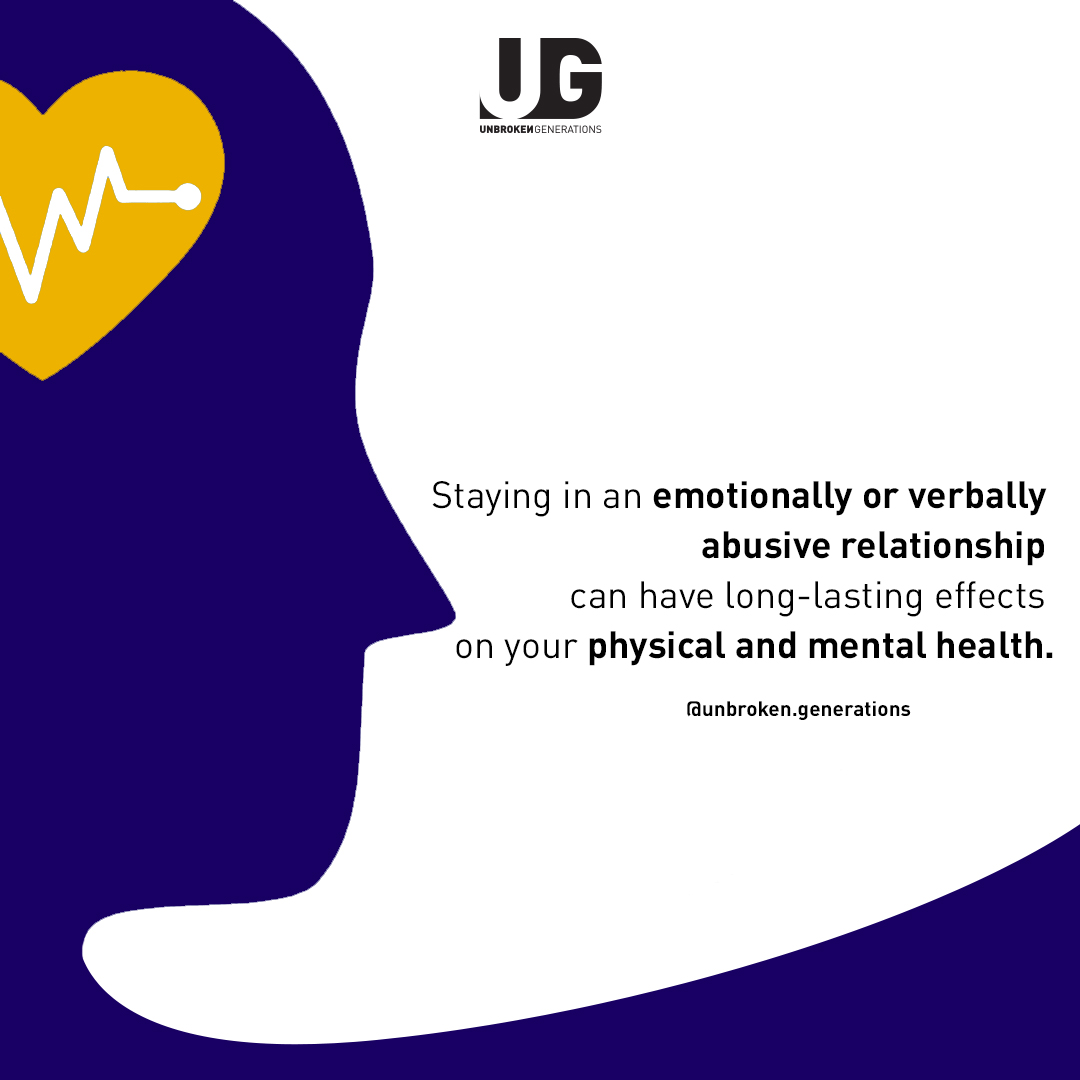 UG
UNBROKENGENERATIONS
Staying in an emotionally or verbally
abusive relationship
can have long-lasting effects
on your physical and mental health.
@unbroken.generations